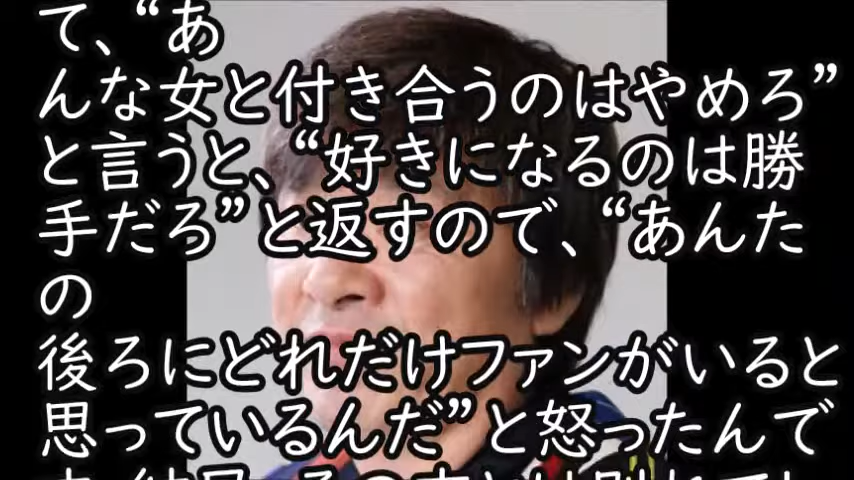 て、“あ
んな女と付き合うのはやめろ”
と言うと、“好きになるのは勝
手だろ”と返すので、“あんた
の
後ろにどれだけファンがいると
思っているんだ”と怒ったんで